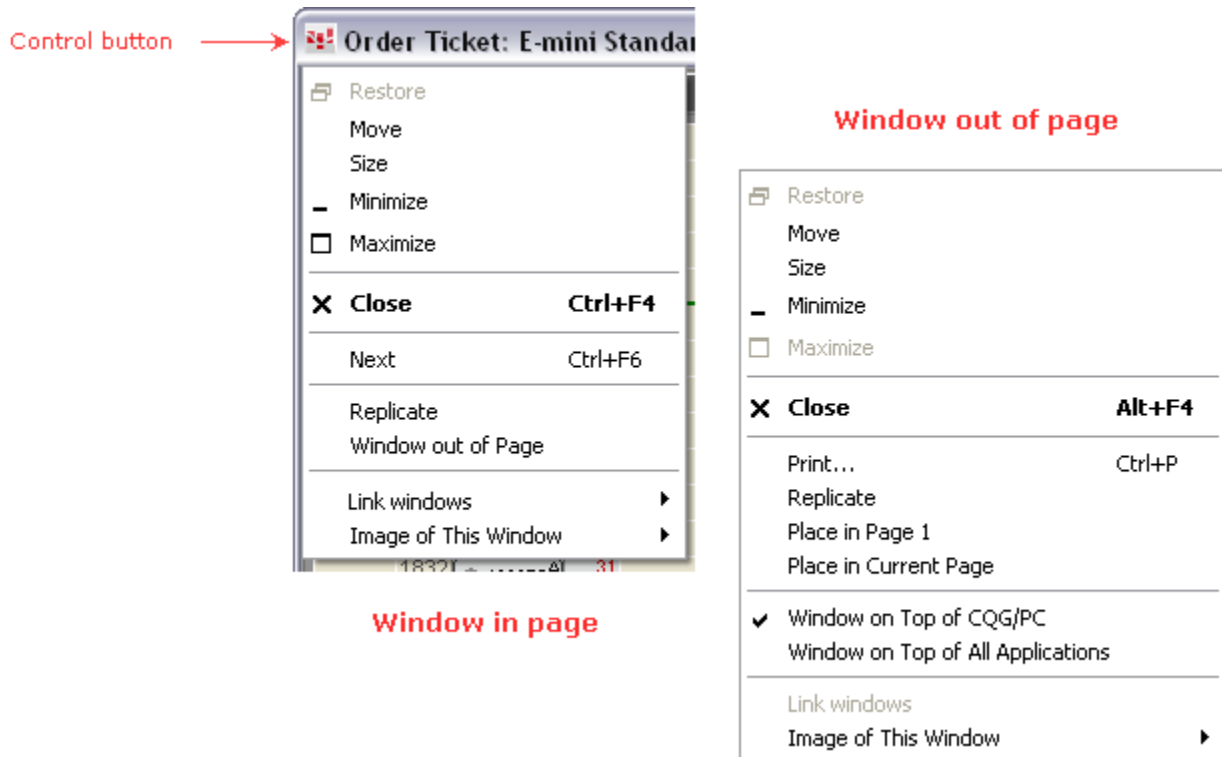 Control button
Order Ticket: E-mini Standar
Restore
Move
Size
Minimize
Maximize
Close Ctrl+F4
Next Ctrl+F6
Replicate
Window out of Page
Link windows
Image of This Window
31
Window in page
Window out of page
Restore
Move
Size
Minimize
Maximize
Close Alt+F4
Print... Ctrl+P
Replicate
Place in Page 1
Place in Current Page
Window on Top of CQG/PC
Window on Top of All Applications
Link windows
Image of This Window